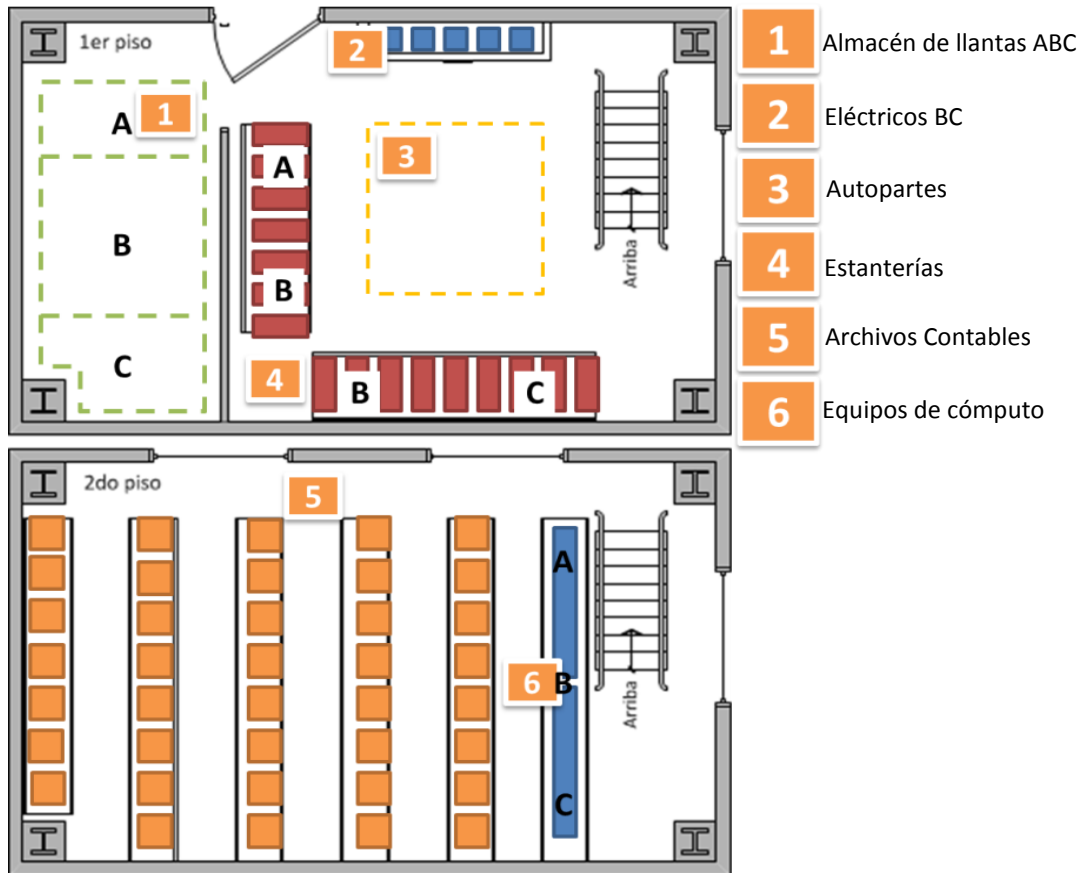 1er piso
2
1
A
B
C
A
B
3
Arriba
4
B
C
1 Almacén de llantas ABC
2 Eléctricos BC
3 Autopartes
4 Estanterías
5 Archivos Contables
6 Equipos de cómputo
2do piso
5
A
6
B
C
Arriba